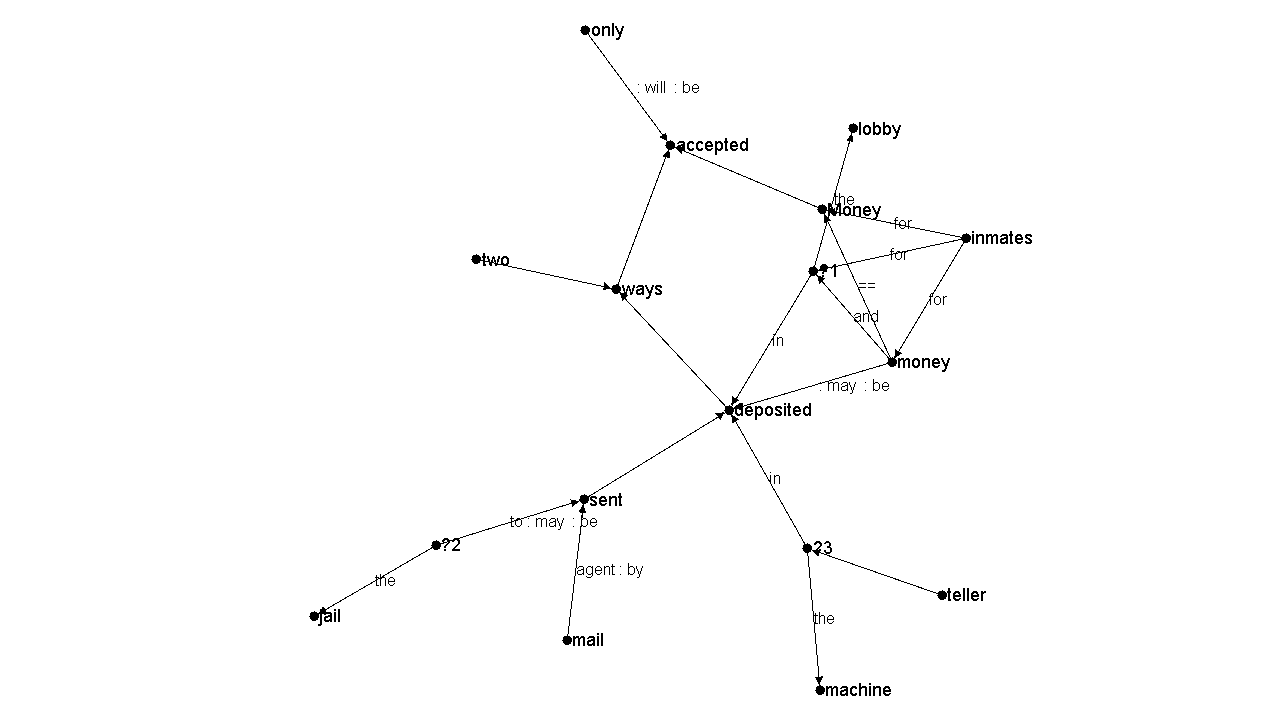 only
: will : be
lobby
accepted
the
Money
for
inmates
for
two
?1
==
ways
for
and
in
money
: may : be
deposited
in
sent
to : may : be
?2
?3
agent : by
the
teller
jail
the
mail
machine